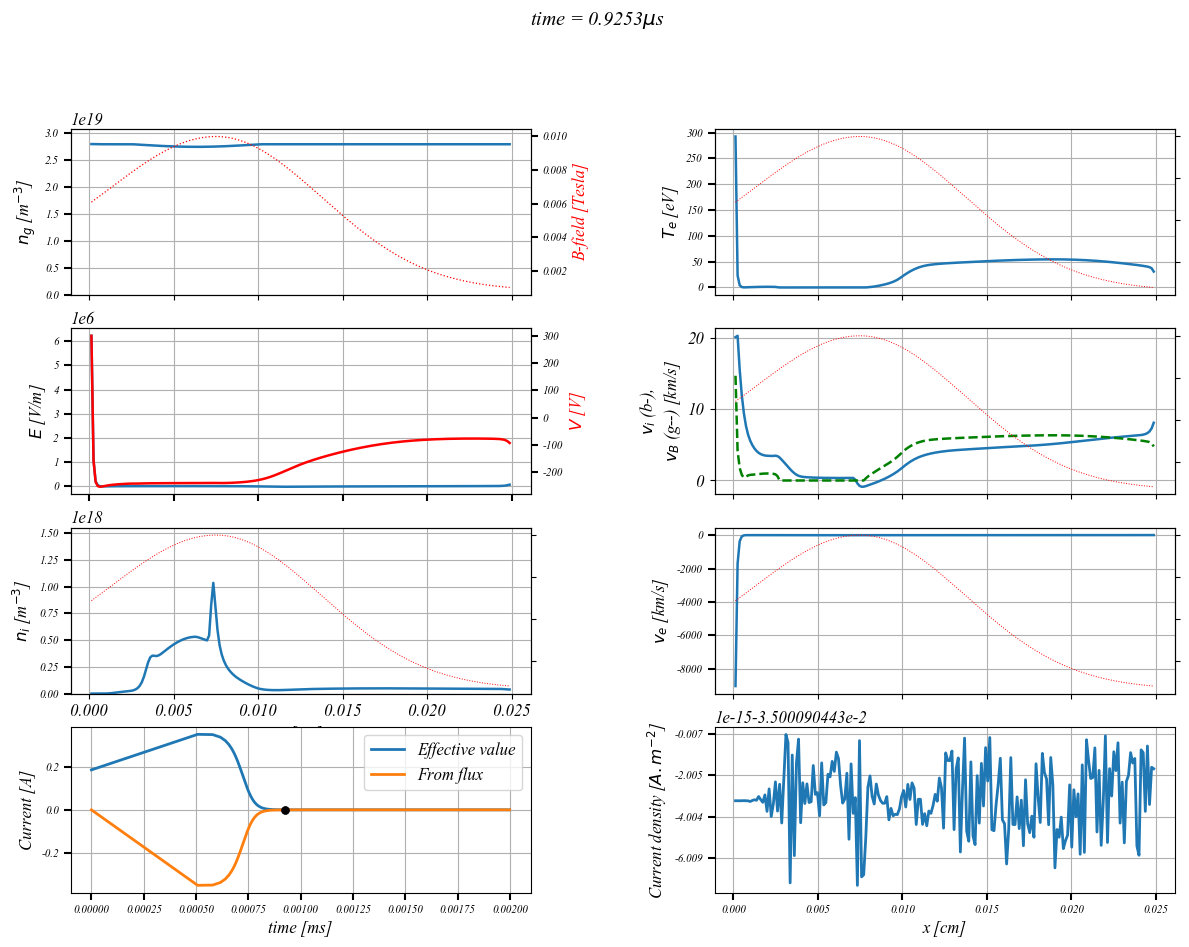 time = 0.9253μs
1e19
3.0
2.5
2.0
1.5
1.0
0.5
0.0
n_g [m^{-3}]
0.010
0.008
0.006
0.004
0.002
B-field [Tesla]
300
250
200
150
100
50
0
T_e [eV]
1e6
6
5
4
3
2
1
0
E [V/m]
300
200
100
0
-100
-200
V [V]
20
10
0
v_i (b-),
v_B (g--) [km/s]
1e18
1.50
1.25
1.00
0.75
0.50
0.25
0.00
n_i [m^{-3}]
0.000 0.005 0.010 0.015 0.020 0.025
0
-2000
-4000
-6000
-8000
v_e [km/s]
0.2
0.0
-0.2
Current [A]
Effective value
From flux
0.00000 0.00025 0.00050 0.00075 0.00100 0.00125 0.00150 0.00175 0.00200
time [ms]
1e-15-3.500090443e-2
-0.007
-2.005
-4.004
-6.009
Current density [A.m^{-2}]
0.000 0.005 0.010 0.015 0.020 0.025
x [cm]